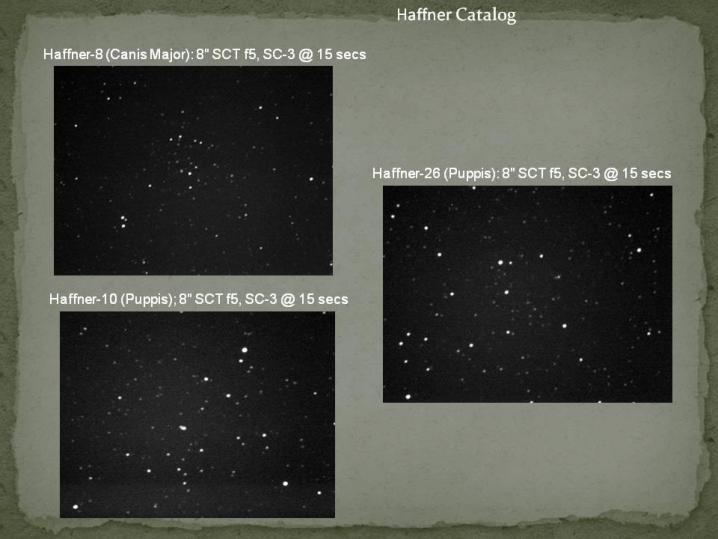 Haffner Catalog
Haffner-8 (Canis Major): 8" SCT f5, SC-3 @ 15 secs
Haffner-26 (Puppis): 8" SCT f5, SC-3 @ 15 secs
Haffner-10 (Puppis); 8" SCT f5, SC-3 @ 15 secs